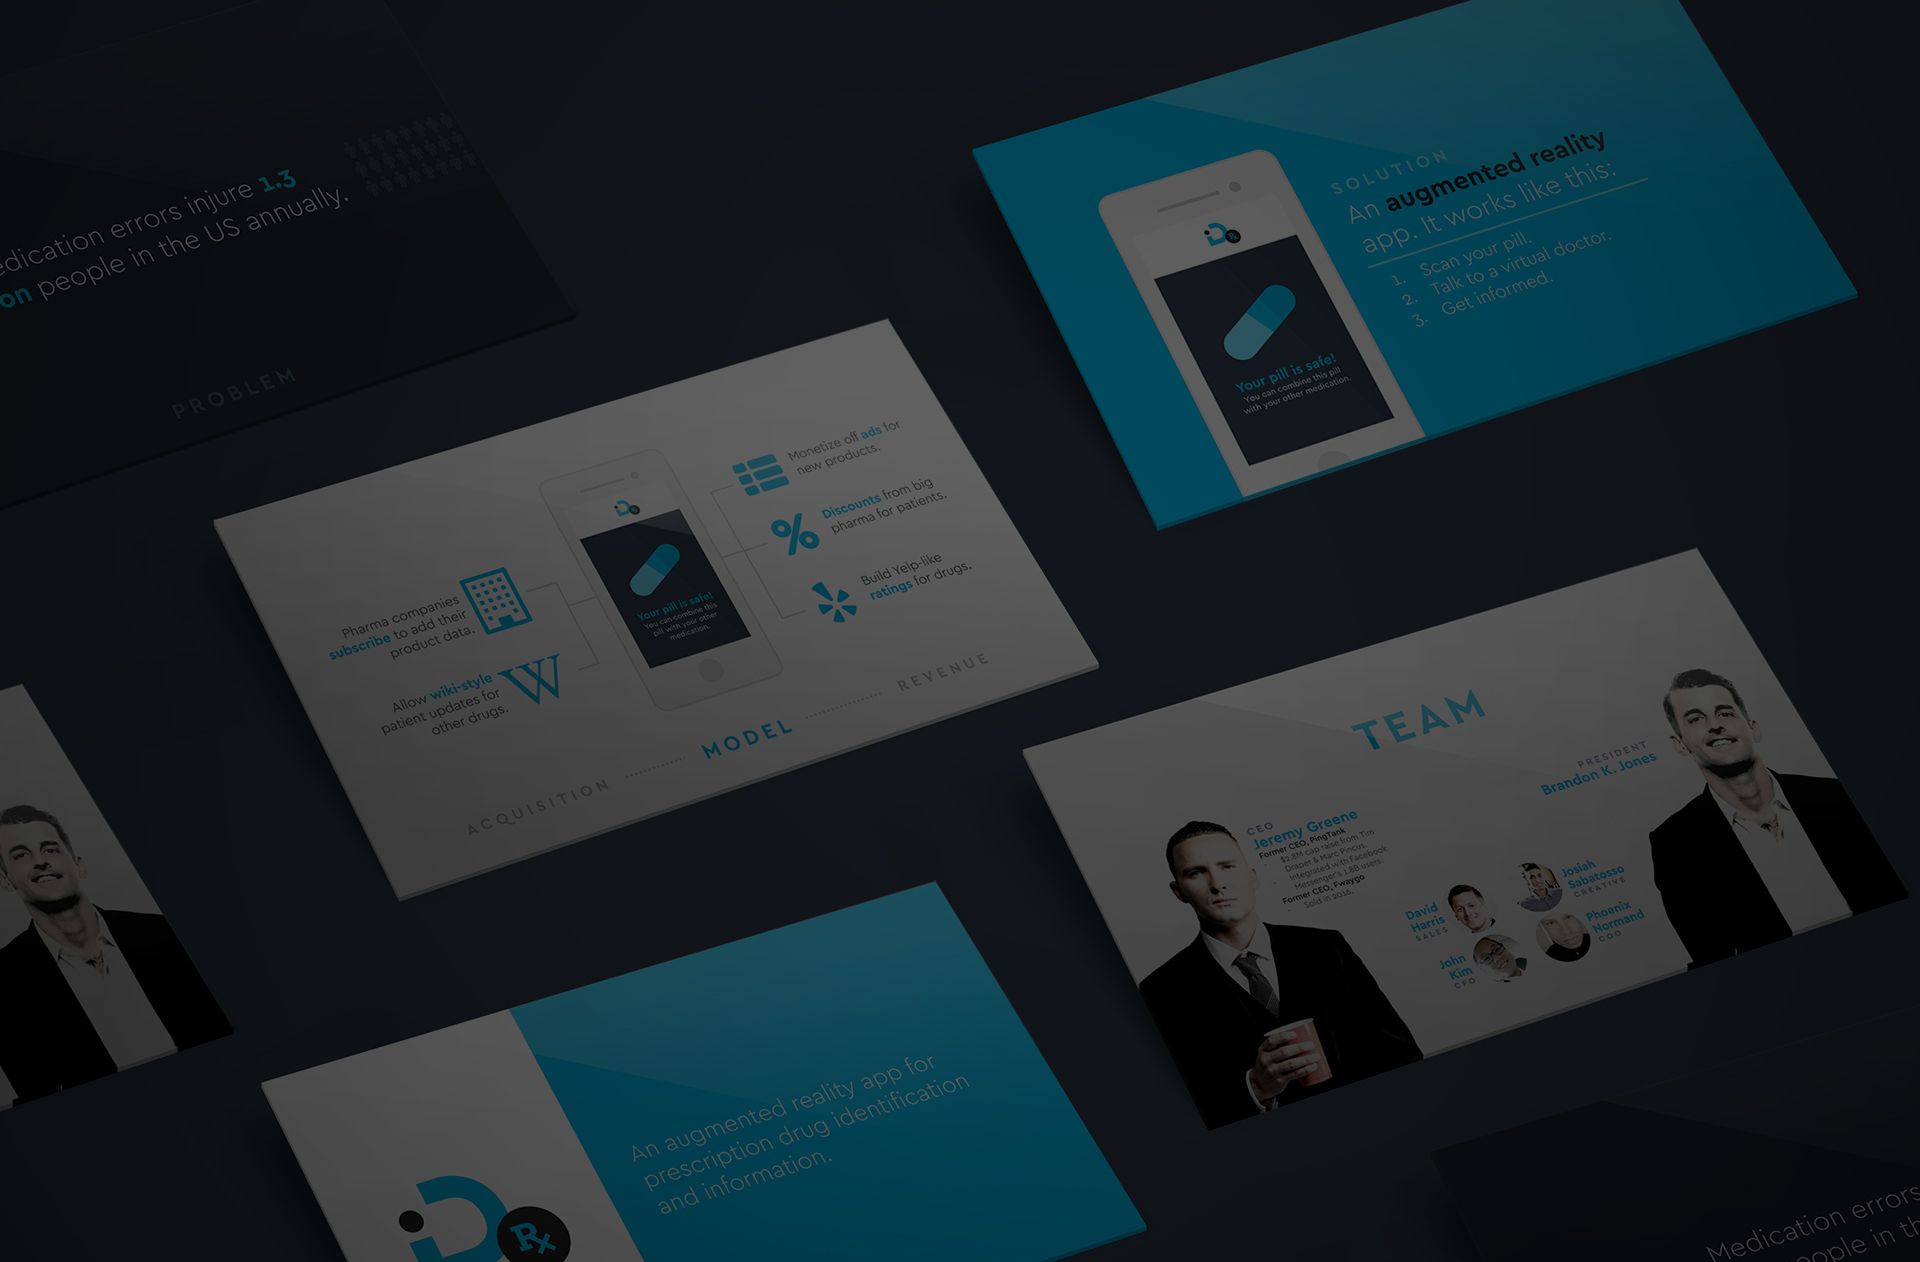 Medication errors injure 1.3
on people in the US annually.
PROBLEM
SOLUTION
An augmented reality
app. It works like this:
1. Scan your pill.
2. Talk to a virtual doctor.
3. Get informed.
iD Rx
Your pill is safe!
You can combine this pill
with your other medication.
Monetize off ads for
new products.
Discounts from big
pharma for patients.
Build Yelp-like
ratings for drugs.
Pharma companies
subscribe to add their
product data.
Allow wiki-style
patient updates for
other drugs.
W
%
iD Rx
Your pill is safe!
You can combine this
pill with your other
medication.
ACQUISITION
MODEL
REVENUE
TEAM
PRESIDENT
Brandon K. Jones
CEO
Jeremy Greene
Former CEO, PingTank
- $2.8M cap raise from Tim
Draper & Marc Pincus.
- Integrated with Facebook
Messenger's 1.8B users.
Former CEO, Fwaygo
- Sold in 2016.
David
Harris
SALES
Josiah
Sabatosso
CREATIVE
John
Kim
CFO
Phoenix
Normand
COO
iD Rx
An augmented reality app for
prescription drug identification
and information.
Medication errors
people in th